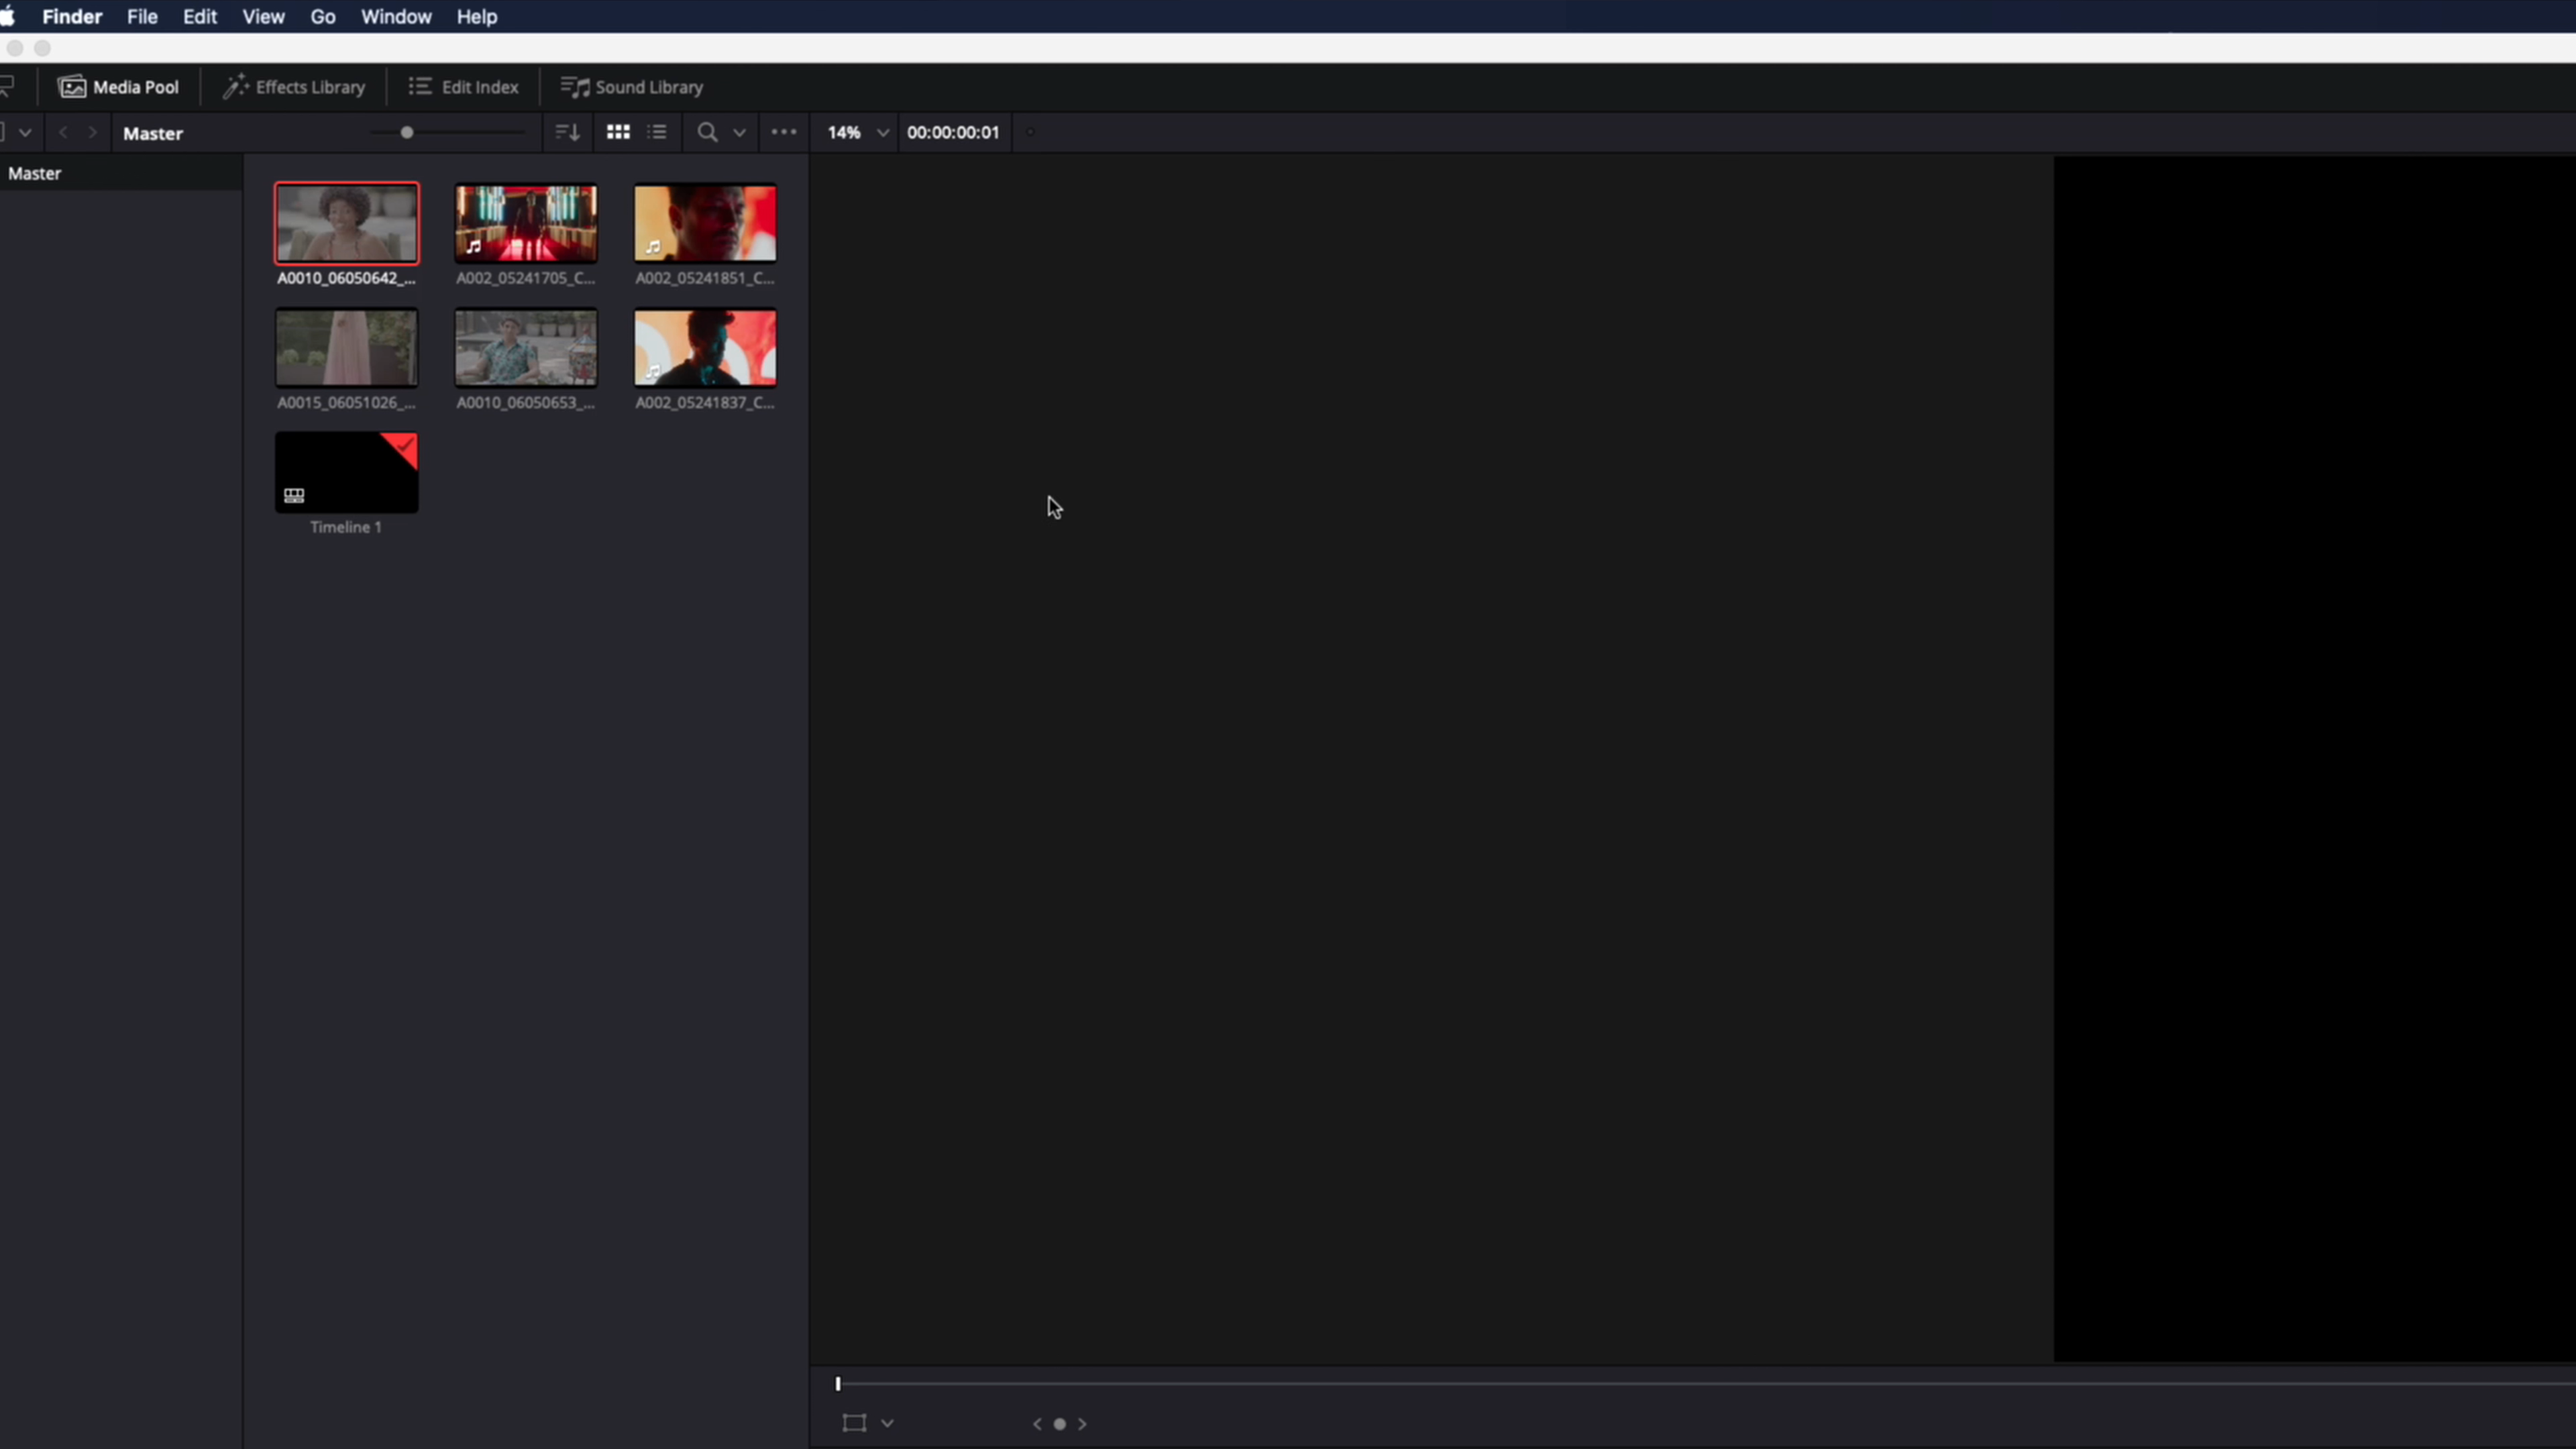 Finder File Edit View Go Window Help
Media Pool Effects Library Edit Index Sound Library
Master 14% 00:00:00:01
Master
A0010_06050642_... A002_05241705_C... A002_05241851_C...
A0015_06051026_... A0010_06050653_... A002_05241837_C...
Timeline 1